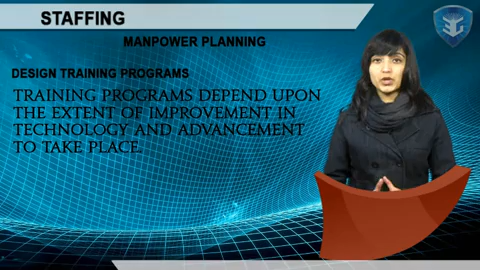 STAFFING
MANPOWER PLANNING
DESIGN TRAINING PROGRAMS
TRAINING PROGRAMS DEPEND UPON
THE EXTENT OF IMPROVEMENT IN
TECHNOLOGY AND ADVANCEMENT
TO TAKE PLACE.